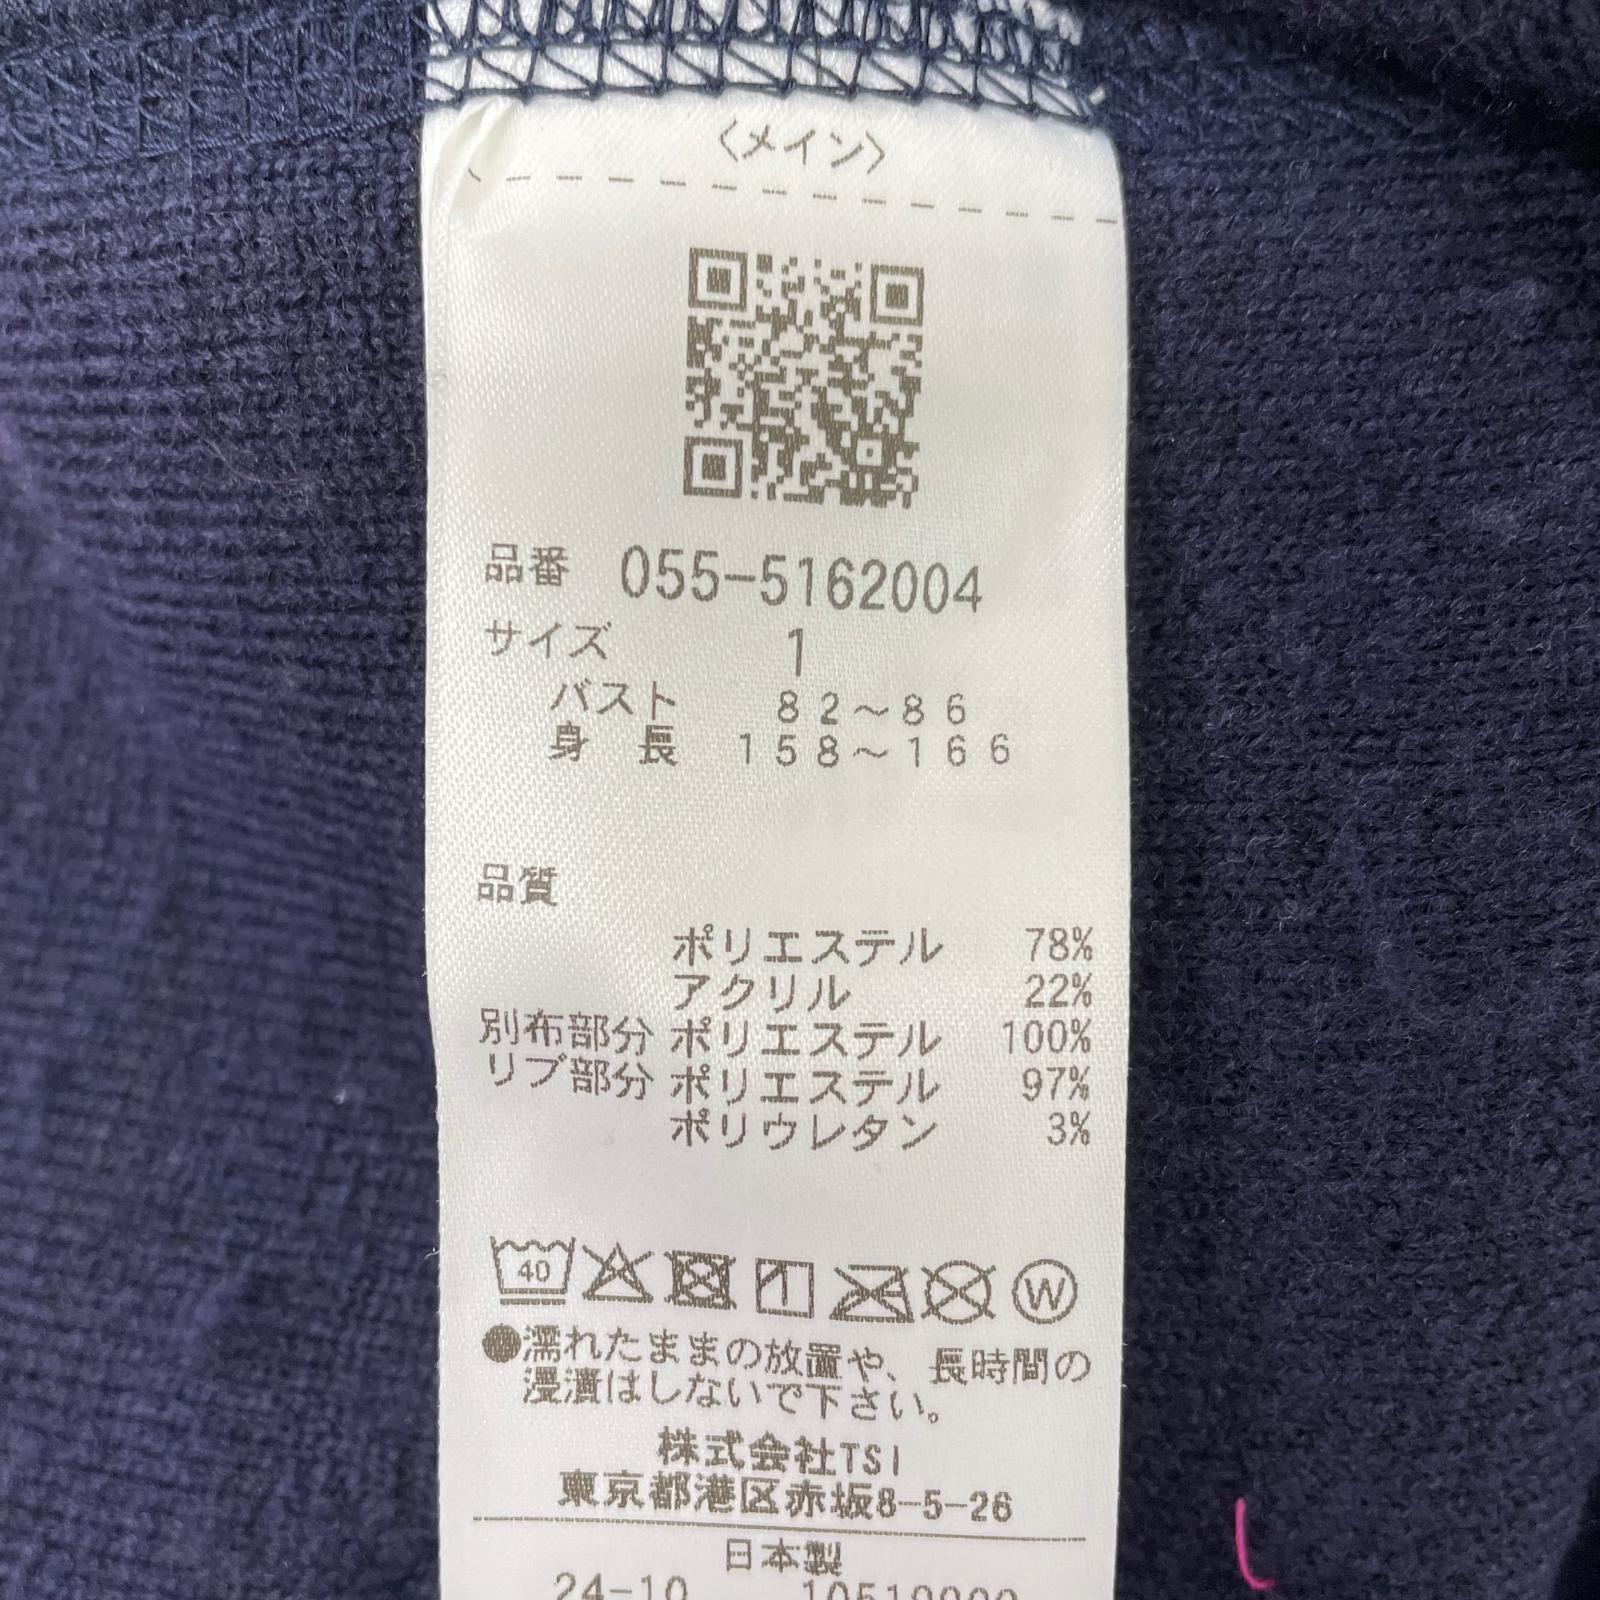 〈メイン〉
品番 055-5162004
サイズ 1
バスト 82~86
身 長 158~166
品質
ポリエステル 78%
アクリル 22%
別布部分 ポリエステル 100%
リブ部分 ポリエステル 97%
ポリウレタン 3%
40 W
●濡れたままの放置や、長時間の
浸漬はしないで下さい。
株式会社TSI
東京都港区赤坂8-5-26
日本製
24-10